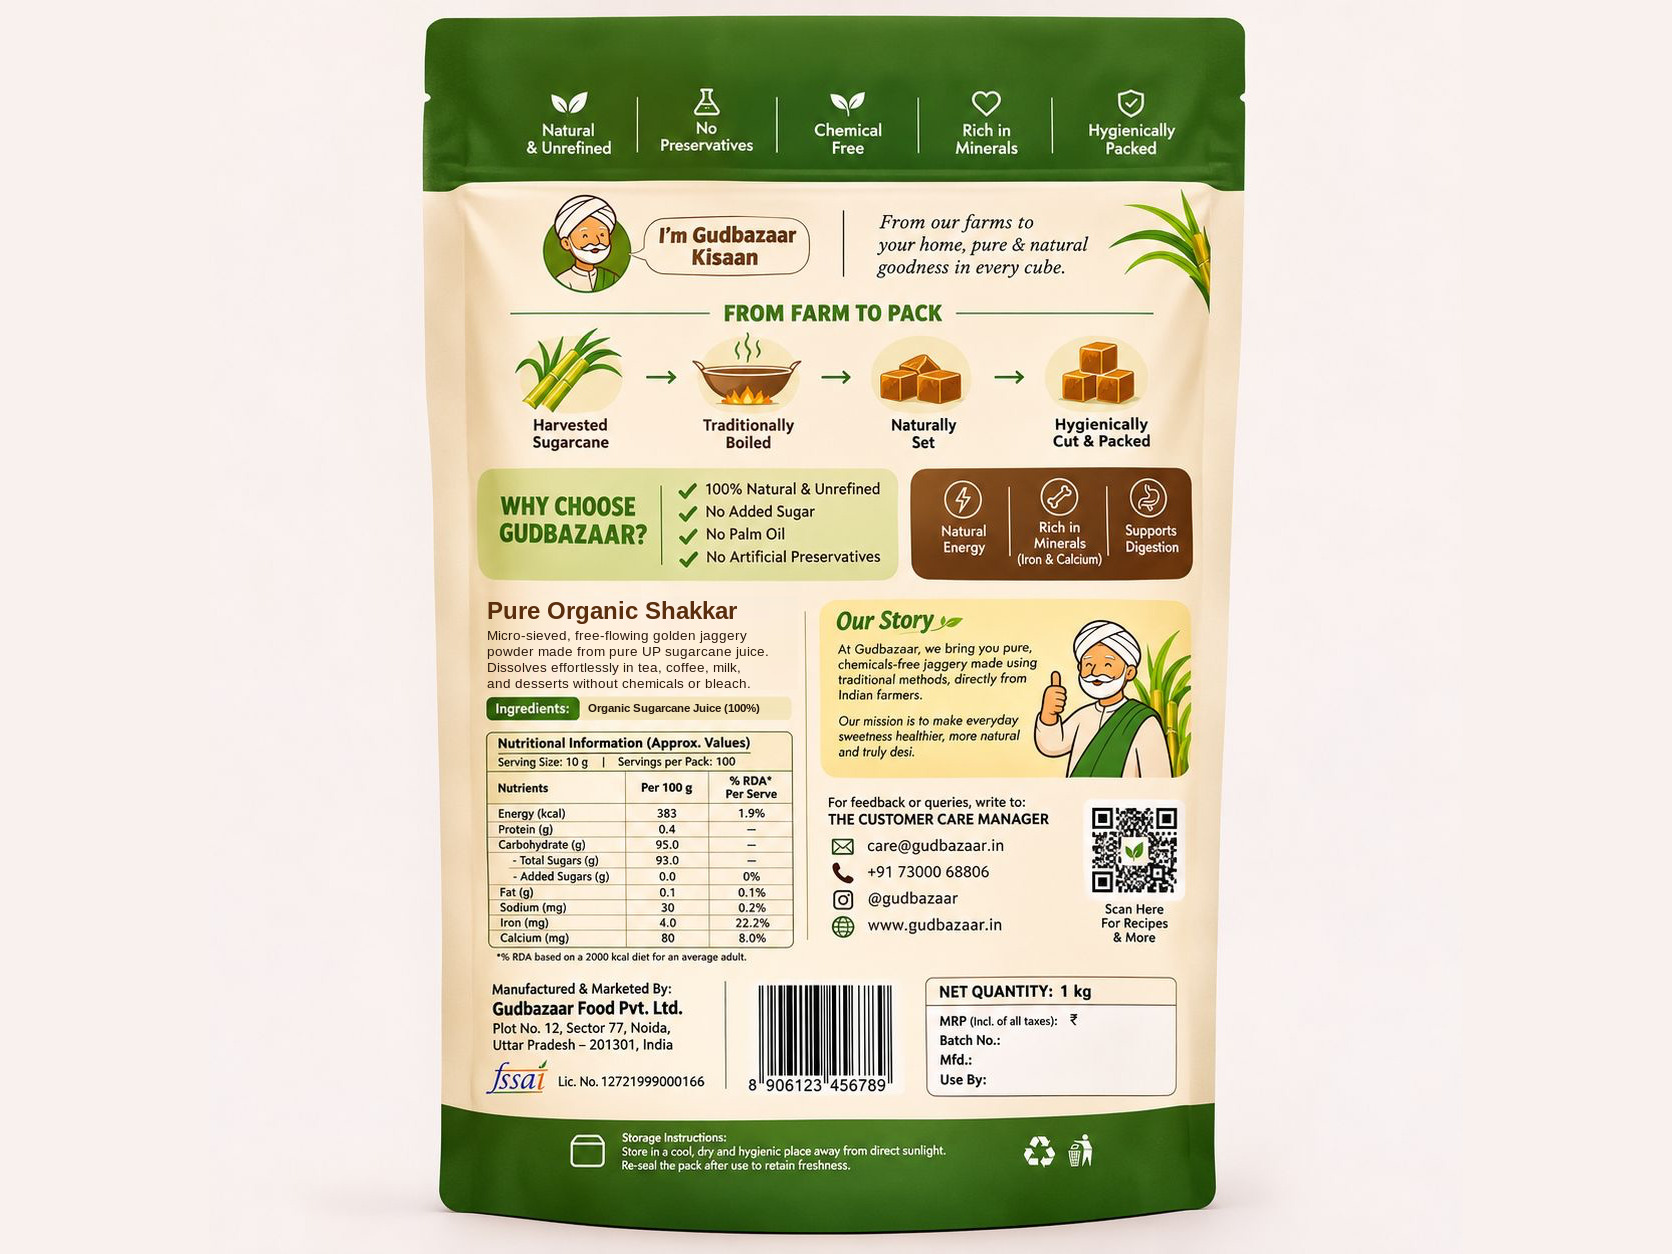 Natural
& Unrefined
No
Preservatives
Chemical
Free
Rich in
Minerals
Hygienically
Packed
I'm Gudbazaar
Kisaan
From our farms to
your home, pure & natural
goodness in every cube.
FROM FARM TO PACK
Harvested
Sugarcane
Traditionally
Boiled
Naturally
Set
Hygienically
Cut & Packed
WHY CHOOSE
GUDBAZAAR?
100% Natural & Unrefined
No Added Sugar
No Palm Oil
No Artificial Preservatives
Natural
Energy
Rich in
Minerals
(Iron & Calcium)
Supports
Digestion
Pure Organic Shakkar
Micro-sieved, free-flowing golden jaggery
powder made from pure UP sugarcane juice.
Dissolves effortlessly in tea, coffee, milk,
and desserts without chemicals or bleach.
Ingredients: Organic Sugarcane Juice (100%)
Nutritional Information (Approx. Values)
Serving Size: 10 g | Servings per Pack: 100
Nutrients Per 100 g % RDA* Per Serve
Energy (kcal) 383 1.9%
Protein (g) 0.4 –
Carbohydrate (g) 95.0 –
- Total Sugars (g) 93.0 –
- Added Sugars (g) 0.0 0%
Fat (g) 0.1 0.1%
Sodium (mg) 30 0.2%
Iron (mg) 4.0 22.2%
Calcium (mg) 80 8.0%
*% RDA based on a 2000 kcal diet for an average adult.
Our Story
At Gudbazaar, we bring you pure,
chemicals-free jaggery made using
traditional methods, directly from
Indian farmers.
Our mission is to make everyday
sweetness healthier, more natural
and truly desi.
For feedback or queries, write to:
THE CUSTOMER CARE MANAGER
care@gudbazaar.in
+91 73000 68806
@gudbazaar
www.gudbazaar.in
Scan Here
For Recipes
& More
Manufactured & Marketed By:
Gudbazaar Food Pvt. Ltd.
Plot No. 12, Sector 77, Noida,
Uttar Pradesh – 201301, India
fssai Lic. No. 12721999000166
8 906123 456789
NET QUANTITY: 1 kg
MRP (Incl. of all taxes): ₹
Batch No.:
Mfd.:
Use By:
Storage Instructions:
Store in a cool, dry and hygienic place away from direct sunlight.
Re-seal the pack after use to retain freshness.